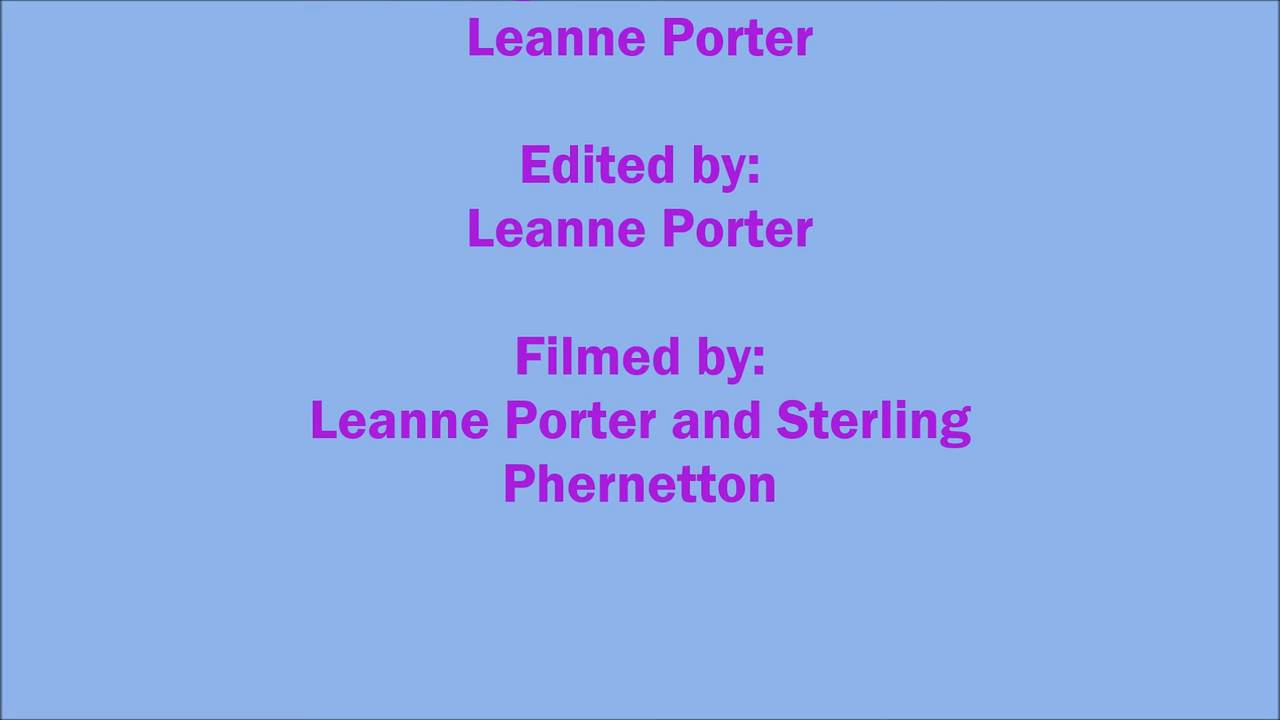 Leanne Porter
Edited by:
Leanne Porter
Filmed by:
Leanne Porter and Sterling
Phernetton